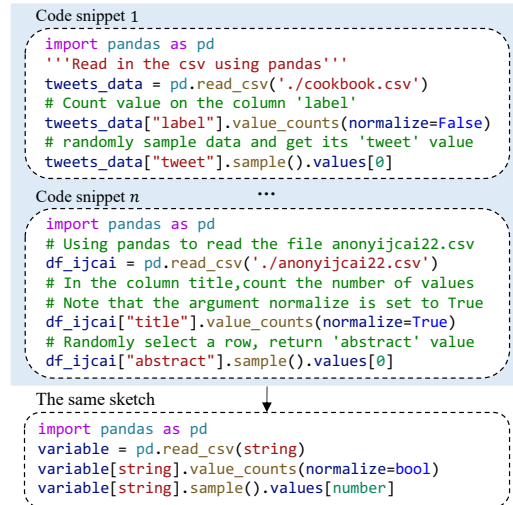 Code snippet 1
import pandas as pd
'''Read in the csv using pandas'''
tweets_data = pd.read_csv('./cookbook.csv')
# Count value on the column 'label'
tweets_data["label"].value_counts(normalize=False)
# randomly sample data and get its 'tweet' value
tweets_data["tweet"].sample().values[0]
Code snippet n
...
import pandas as pd
# Using pandas to read the file anonyijcai22.csv
df_ijcai = pd.read_csv('./anonyijcai22.csv')
# In the column title,count the number of values
# Note that the argument normalize is set to True
df_ijcai["title"].value_counts(normalize=True)
# Randomly select a row, return 'abstract' value
df_ijcai["abstract"].sample().values[0]
The same sketch
import pandas as pd
variable = pd.read_csv(string)
variable[string].value_counts(normalize=bool)
variable[string].sample().values[number]